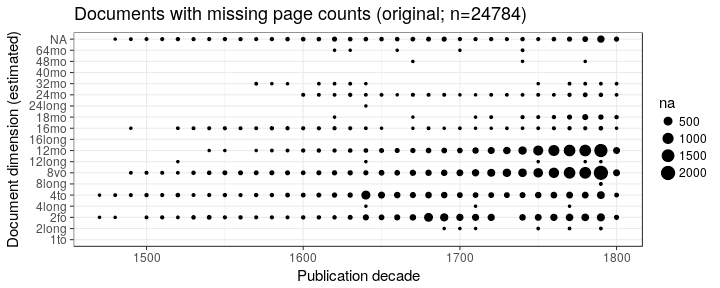 Documents with missing page counts (original; n=24784)
Document dimension (estimated)
NA
64mo
48mo
40mo
32mo
24mo
24long
18mo
16mo
16long
12mo
12long
8vo
8long
4to
4long
2fo
2long
1to
1500
1600
1700
1800
Publication decade
na
500
1000
1500
2000